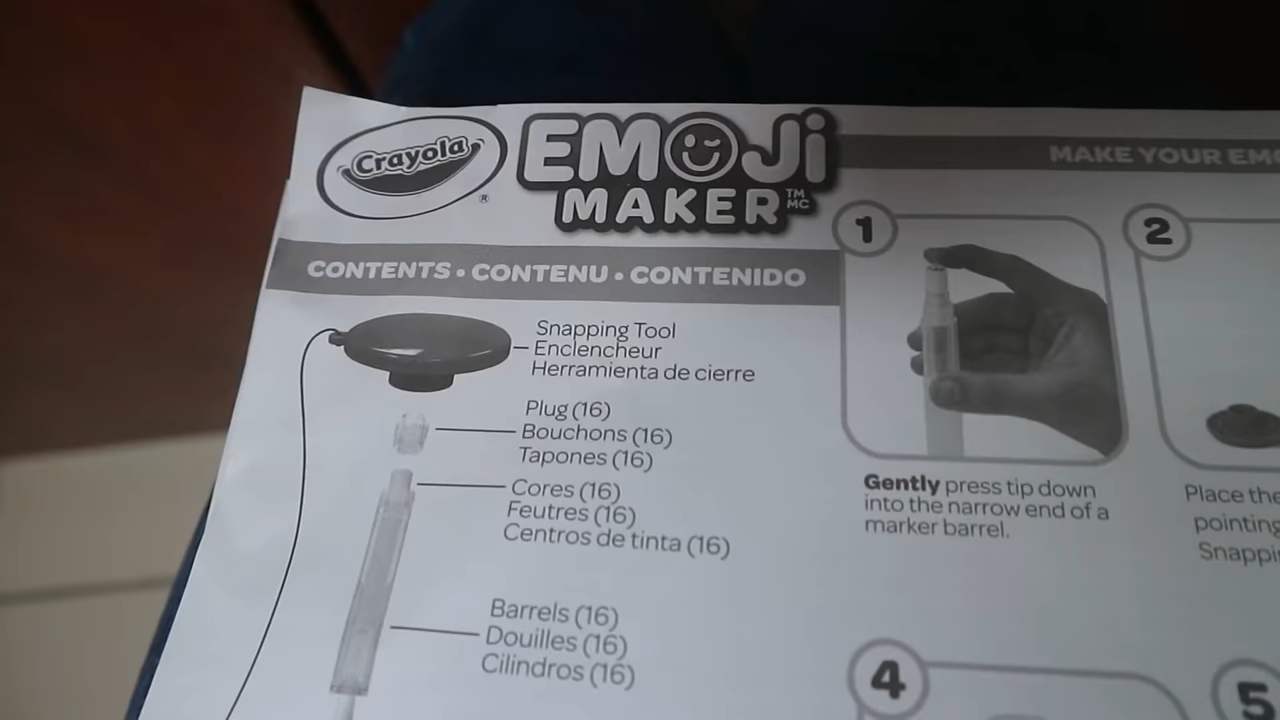 Crayola
®
EMOJi
MAKER
TM
MC
MAKE YOUR
CONTENTS • CONTENU • CONTENIDO
Snapping Tool
Enclencheur
Herramienta de cierre
Plug (16)
Bouchons (16)
Tapones (16)
Cores (16)
Feutres (16)
Centros de tinta (16)
Barrels (16)
Douilles (16)
Cilindros (16)
1
Gently press tip down
into the narrow end of a
marker barrel.
2
Place the
pointing
4
5